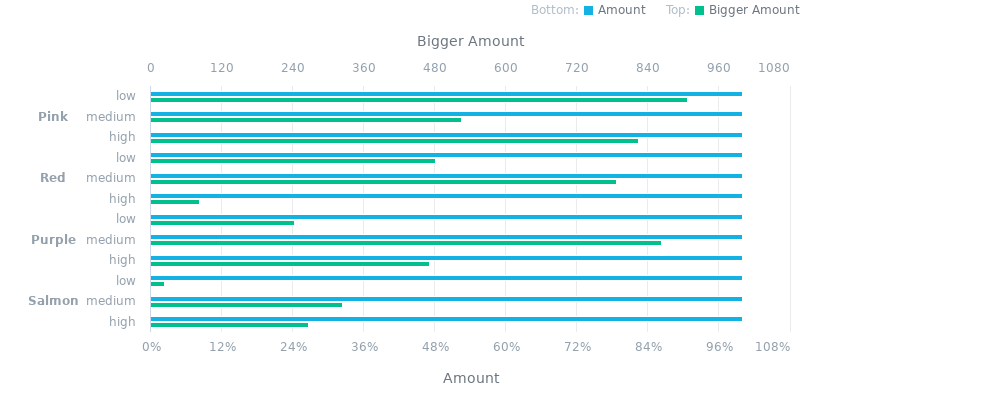 Bottom: Amount Top: Bigger Amount
Bigger Amount
0 120 240 360 480 600 720 840 960 1080
low
Pink medium
high
low
Red medium
high
low
Purple medium
high
low
Salmon medium
high
0% 12% 24% 36% 48% 60% 72% 84% 96% 108%
Amount